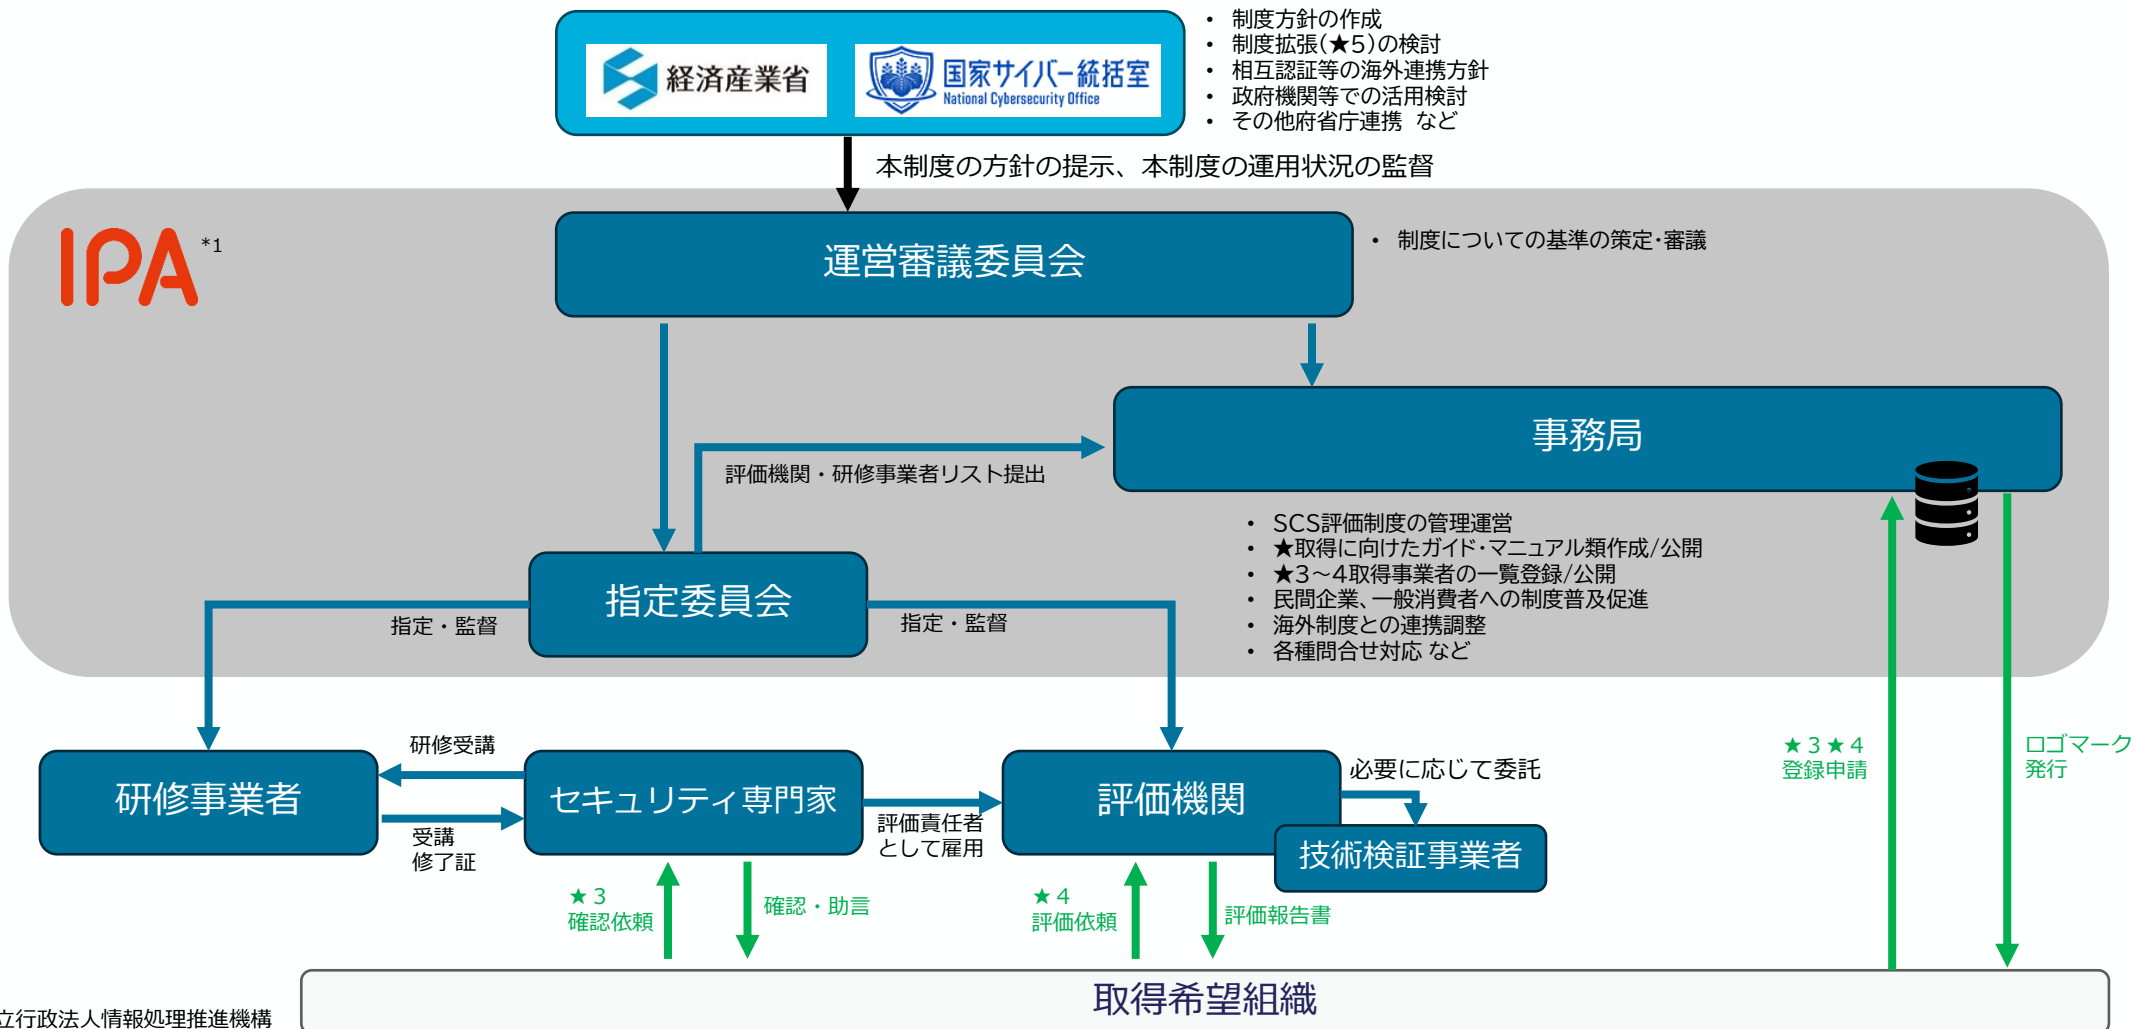 経済産業省
国家サイバー統括室
National Cybersecurity Office
• 制度方針の作成
• 制度拡張(★5)の検討
• 相互認証等の海外連携方針
• 政府機関等での活用検討
• その他府省庁連携 など
本制度の方針の提示、本制度の運用状況の監督
IPA *1
運営審議委員会
• 制度についての基準の策定・審議
事務局
評価機関・研修事業者リスト提出
• SCS評価制度の管理運営
• ★取得に向けたガイド・マニュアル類作成/公開
• ★3～4取得事業者の一覧登録/公開
• 民間企業、一般消費者への制度普及促進
• 海外制度との連携調整
• 各種問合せ対応 など
指定委員会
指定・監督
指定・監督
研修事業者
研修受講
受講
修了証
セキュリティ専門家
評価責任者
として雇用
評価機関
必要に応じて委託
技術検証事業者
★3★4
登録申請
ロゴマーク
発行
★3
確認依頼
確認・助言
★4
評価依頼
評価報告書
取得希望組織
立行政法人情報処理推進機構